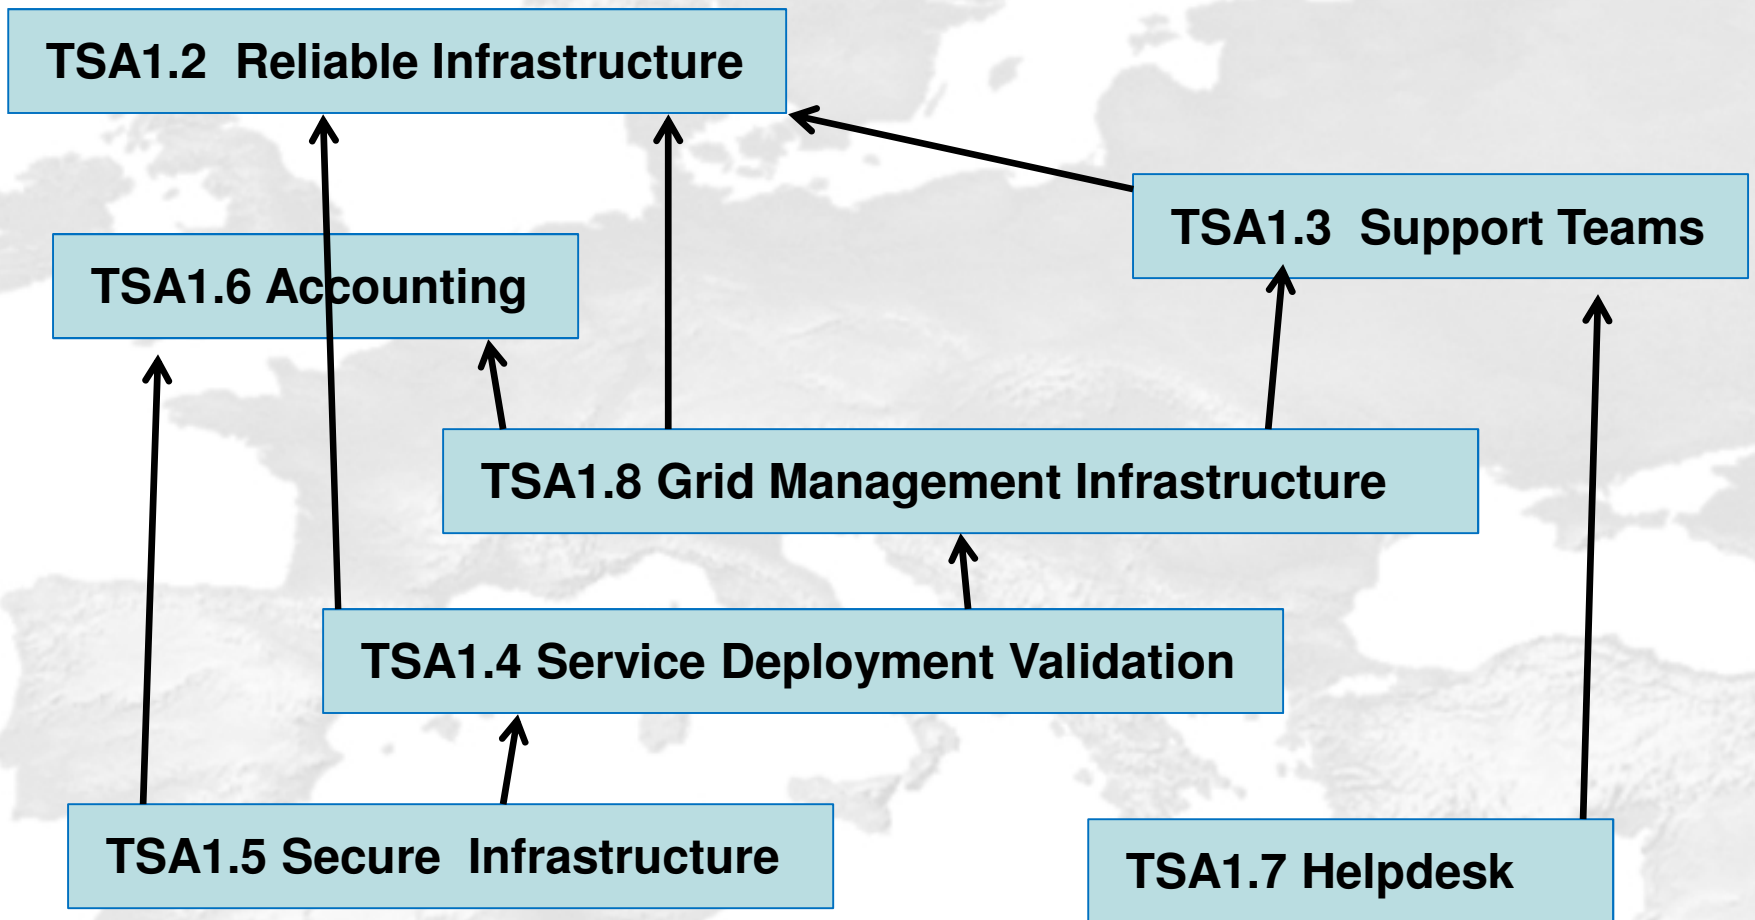 TSA1.2  Reliable Infrastructure
TSA1.3  Support Teams
TSA1.6 Accounting
TSA1.8 Grid Management Infrastructure
TSA1.4 Service Deployment Validation
TSA1.5 Secure  Infrastructure
TSA1.7 Helpdesk